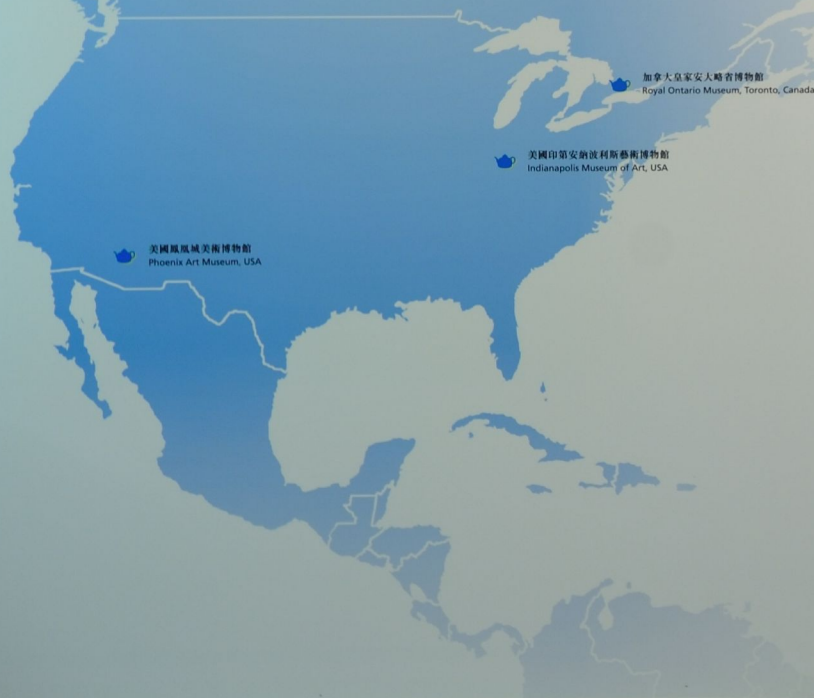 加拿大皇家安大略省博物館
Royal Ontario Museum, Toronto, Canada
美國印第安納波利斯藝術博物館
Indianapolis Museum of Art, USA
美國鳳凰城美術博物館
Phoenix Art Museum, USA